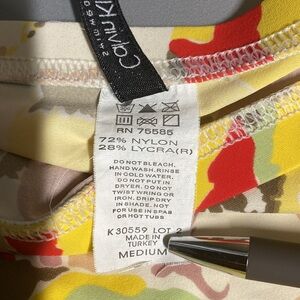 RN 75585
72% NYLON
28% LYCRA(R)
DO NOT BLEACH.
HAND WASH. RINSE
IN COLD WATER.
DO NOT PUT IN
DRYER. DO NOT
TWIST WRING OR
IRON. DRIP DRY
IN SHADE. NOT
FOR USE IN SPAS
OR HOT TUBS
K30559 LOT 2
MADE IN
TURKEY
MEDIUM